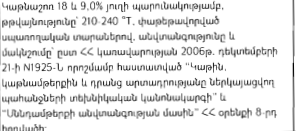 Կաթնաշոռ 18 և 9,0% յուղի պարունակությամբ,
թթվայնությունը՝ 210-240 °T, փաթեթավորված
սպառողական տարաներով, անվտանգությունը և
մակնշումը՝ ըստ ՀՀ կառավարության 2006թ. դեկտեմբերի
21-ի N1925-Ն որոշմամբ հաստատված “Կաթին,
կաթնամթերքին և դրանց արտադրությանը ներկայացվող
պահանջների տեխնիկական կանոնակարգի” և
“Սննդամթերքի անվտանգության մասին” ՀՀ օրենքի 8-րդ
հոդվածի: